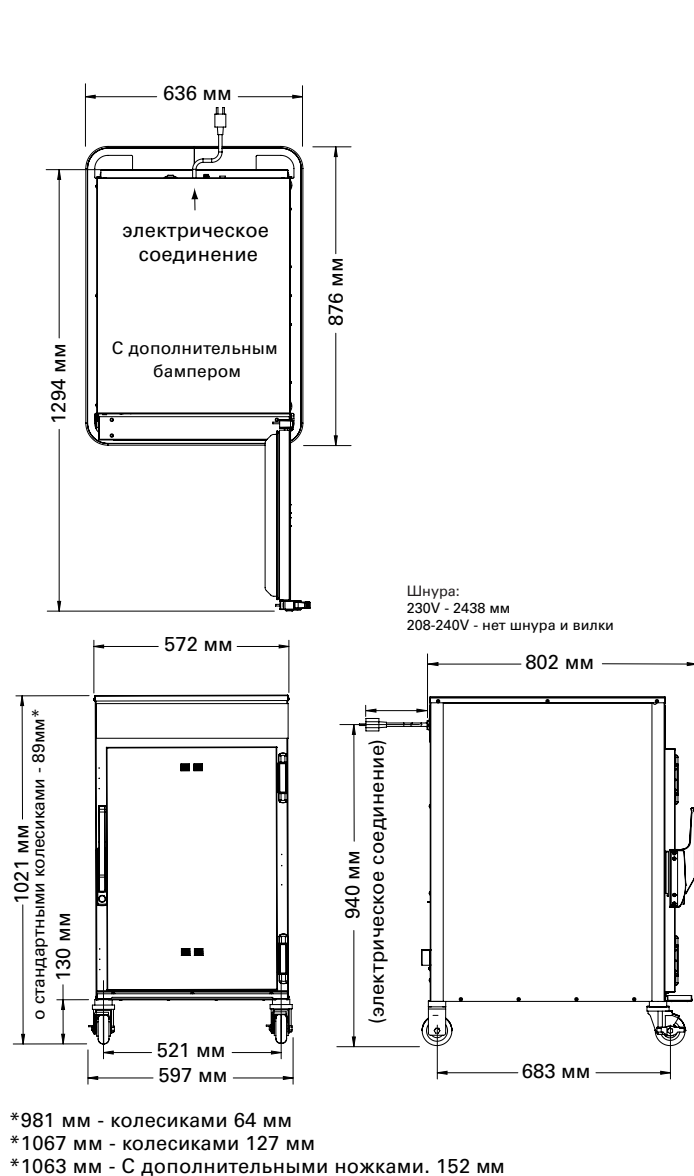 636 мм
электрическое
соединение
С дополнительным
бампером
1294 мм
876 мм
Шнура:
230V - 2438 мм
208-240V - нет шнура и вилки
572 мм
802 мм
1021 мм
о стандартными колесиками - 89мм*
130 мм
521 мм
597 мм
940 мм
(электрическое соединение)
683 мм
*981 мм - колесиками 64 мм
*1067 мм - колесиками 127 мм
*1063 мм - С дополнительными ножками. 152 мм